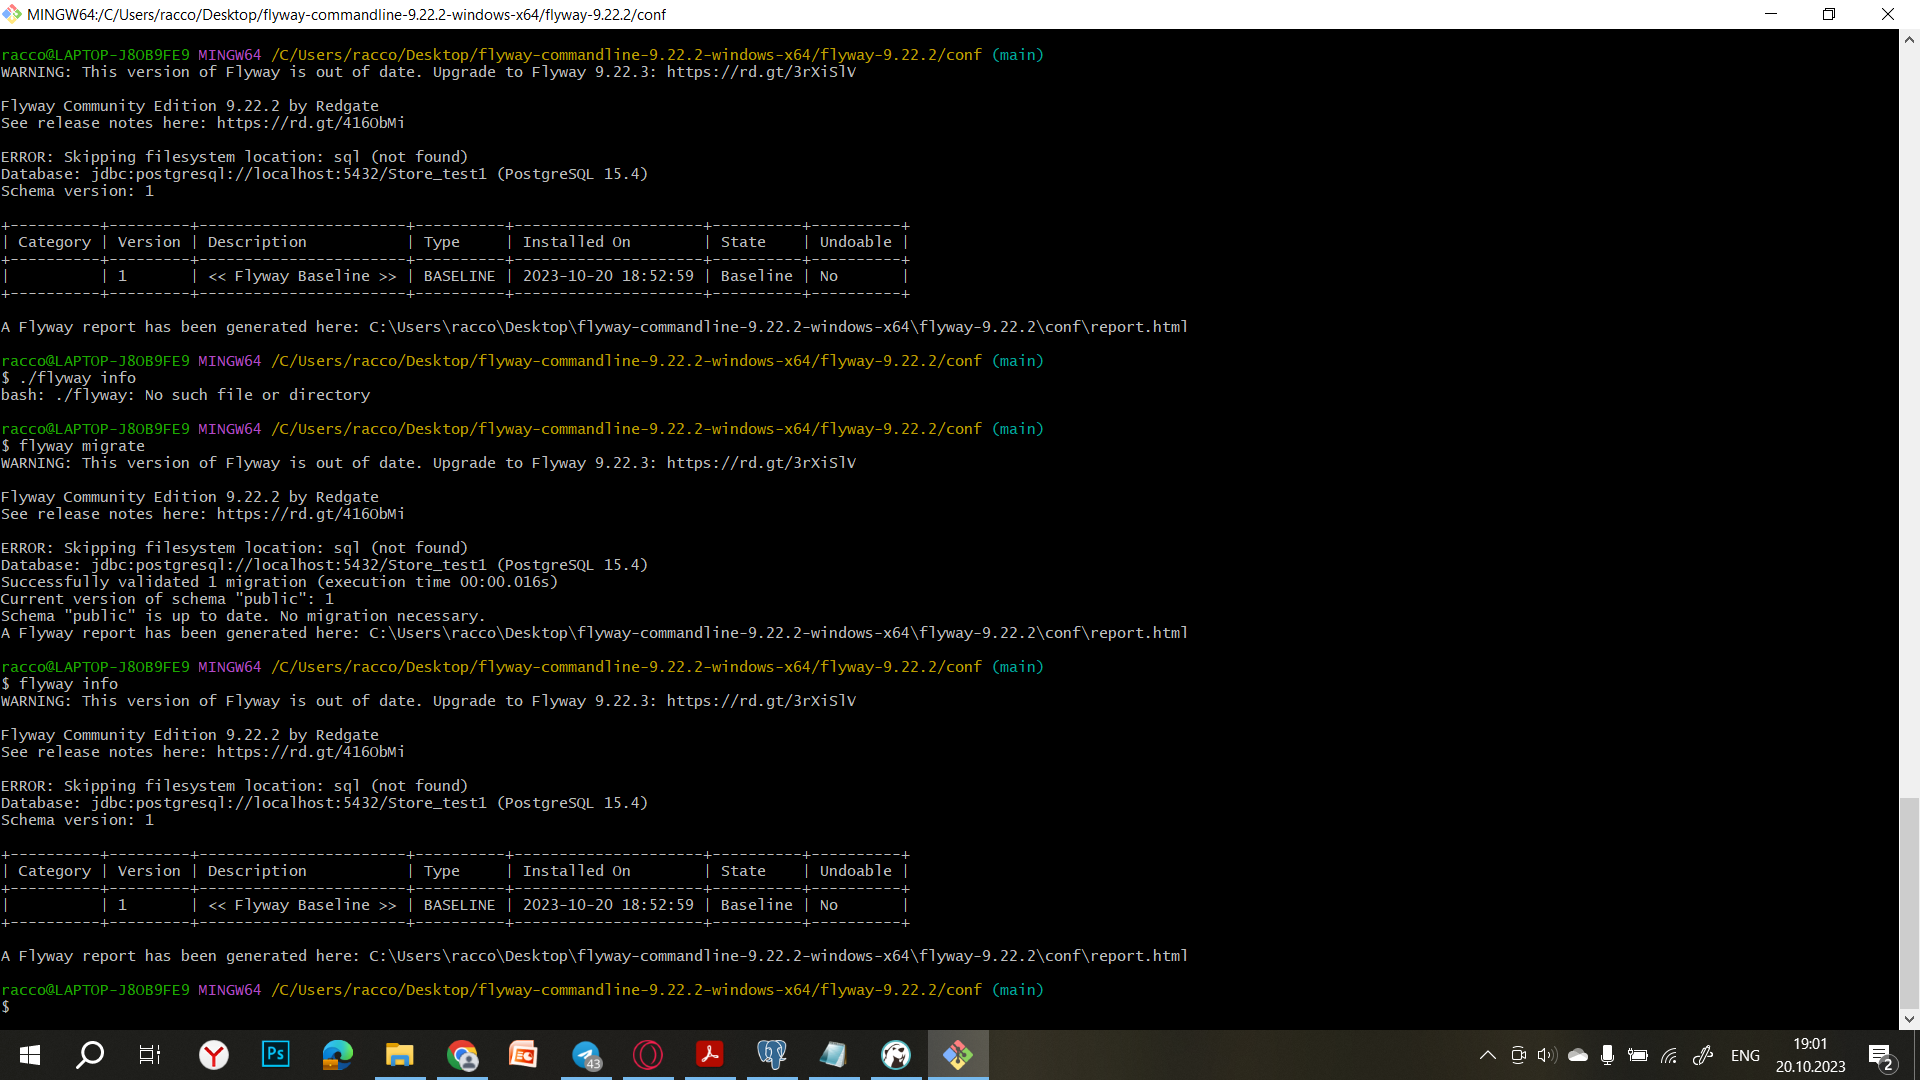 MINGW64:/C/Users/racco/Desktop/flyway-commandline-9.22.2-windows-x64/flyway-9.22.2/conf
racco@LAPTOP-J8OB9FE9 MINGW64 /C/Users/racco/Desktop/flyway-commandline-9.22.2-windows-x64/flyway-9.22.2/conf (main)
WARNING: This version of Flyway is out of date. Upgrade to Flyway 9.22.3: https://rd.gt/3rXiSlV
Flyway Community Edition 9.22.2 by Redgate
See release notes here: https://rd.gt/416ObMi
ERROR: Skipping filesystem location: sql (not found)
Database: jdbc:postgresql://localhost:5432/Store_test1 (PostgreSQL 15.4)
Schema version: 1
+----------+---------+-----------------------+----------+---------------------+----------+----------+
| Category | Version | Description           | Type     | Installed On        | State    | Undoable |
+----------+---------+-----------------------+----------+---------------------+----------+----------+
|          | 1       | << Flyway Baseline >> | BASELINE | 2023-10-20 18:52:59 | Baseline | No       |
+----------+---------+-----------------------+----------+---------------------+----------+----------+
A Flyway report has been generated here: C:\Users\racco\Desktop\flyway-commandline-9.22.2-windows-x64\flyway-9.22.2\conf\report.html
racco@LAPTOP-J8OB9FE9 MINGW64 /C/Users/racco/Desktop/flyway-commandline-9.22.2-windows-x64/flyway-9.22.2/conf (main)
$ ./flyway info
bash: ./flyway: No such file or directory
racco@LAPTOP-J8OB9FE9 MINGW64 /C/Users/racco/Desktop/flyway-commandline-9.22.2-windows-x64/flyway-9.22.2/conf (main)
$ flyway migrate
WARNING: This version of Flyway is out of date. Upgrade to Flyway 9.22.3: https://rd.gt/3rXiSlV
Flyway Community Edition 9.22.2 by Redgate
See release notes here: https://rd.gt/416ObMi
ERROR: Skipping filesystem location: sql (not found)
Database: jdbc:postgresql://localhost:5432/Store_test1 (PostgreSQL 15.4)
Successfully validated 1 migration (execution time 00:00.016s)
Current version of schema "public": 1
Schema "public" is up to date. No migration necessary.
A Flyway report has been generated here: C:\Users\racco\Desktop\flyway-commandline-9.22.2-windows-x64\flyway-9.22.2\conf\report.html
racco@LAPTOP-J8OB9FE9 MINGW64 /C/Users/racco/Desktop/flyway-commandline-9.22.2-windows-x64/flyway-9.22.2/conf (main)
$ flyway info
WARNING: This version of Flyway is out of date. Upgrade to Flyway 9.22.3: https://rd.gt/3rXiSlV
Flyway Community Edition 9.22.2 by Redgate
See release notes here: https://rd.gt/416ObMi
ERROR: Skipping filesystem location: sql (not found)
Database: jdbc:postgresql://localhost:5432/Store_test1 (PostgreSQL 15.4)
Schema version: 1
+----------+---------+-----------------------+----------+---------------------+----------+----------+
| Category | Version | Description           | Type     | Installed On        | State    | Undoable |
+----------+---------+-----------------------+----------+---------------------+----------+----------+
|          | 1       | << Flyway Baseline >> | BASELINE | 2023-10-20 18:52:59 | Baseline | No       |
+----------+---------+-----------------------+----------+---------------------+----------+----------+
A Flyway report has been generated here: C:\Users\racco\Desktop\flyway-commandline-9.22.2-windows-x64\flyway-9.22.2\conf\report.html
racco@LAPTOP-J8OB9FE9 MINGW64 /C/Users/racco/Desktop/flyway-commandline-9.22.2-windows-x64/flyway-9.22.2/conf (main)
$
Y
Ps
43
ENG
19:01
20.10.2023
2